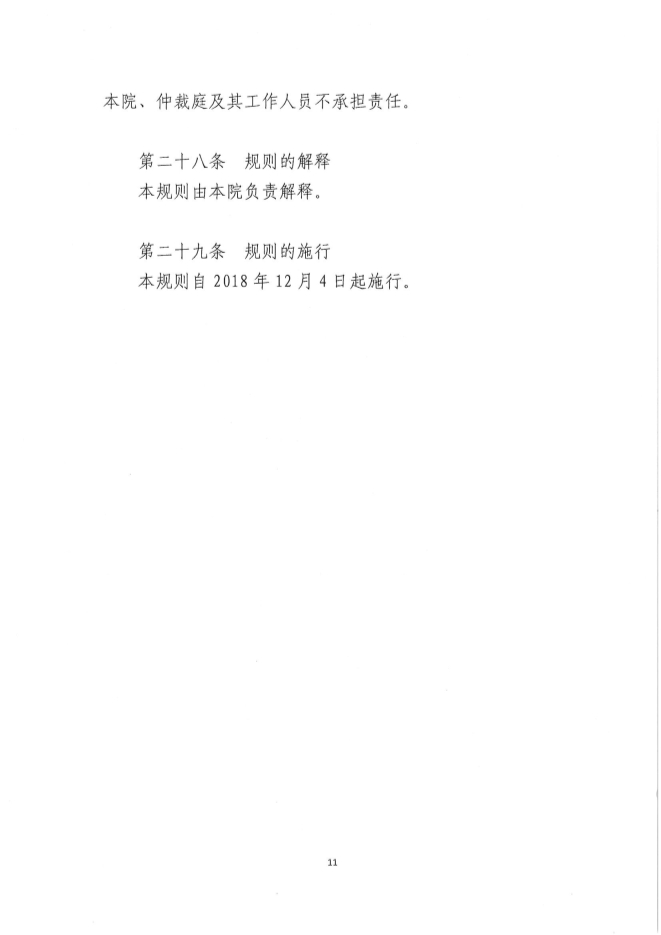 本院、仲裁庭及其工作人员不承担责任。
第二十八条　规则的解释
本规则由本院负责解释。
第二十九条　规则的施行
本规则自 2018 年 12 月 4 日起施行。
11